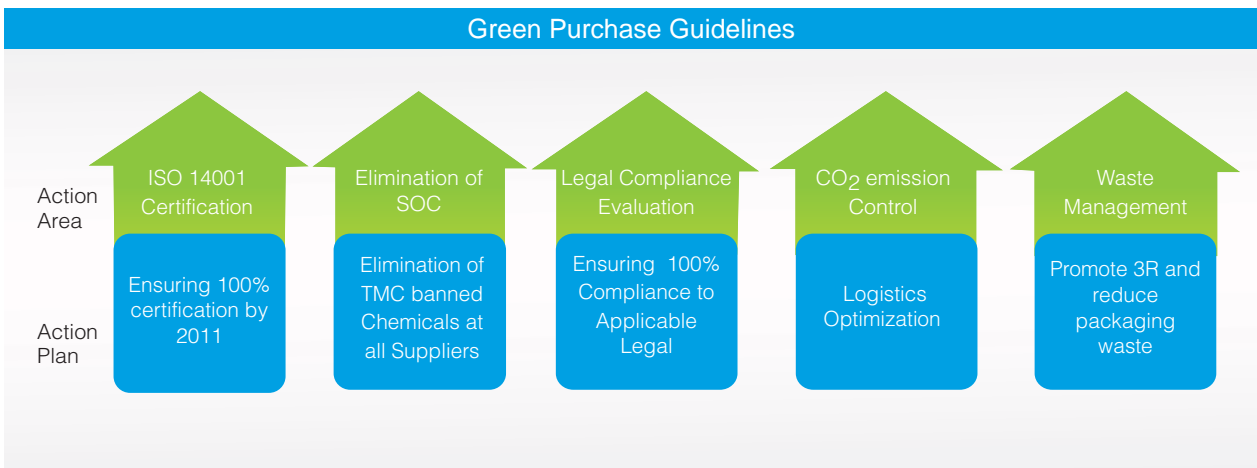 Green Purchase Guidelines
Action
Area
ISO 14001
Certification
Elimination of
SOC
Legal Compliance
Evaluation
CO2 emission
Control
Waste
Management
Action
Plan
Ensuring 100%
certification by
2011
Elimination of
TMC banned
Chemicals at
all Suppliers
Ensuring 100%
Compliance to
Applicable
Legal
Logistics
Optimization
Promote 3R and
reduce
packaging
waste